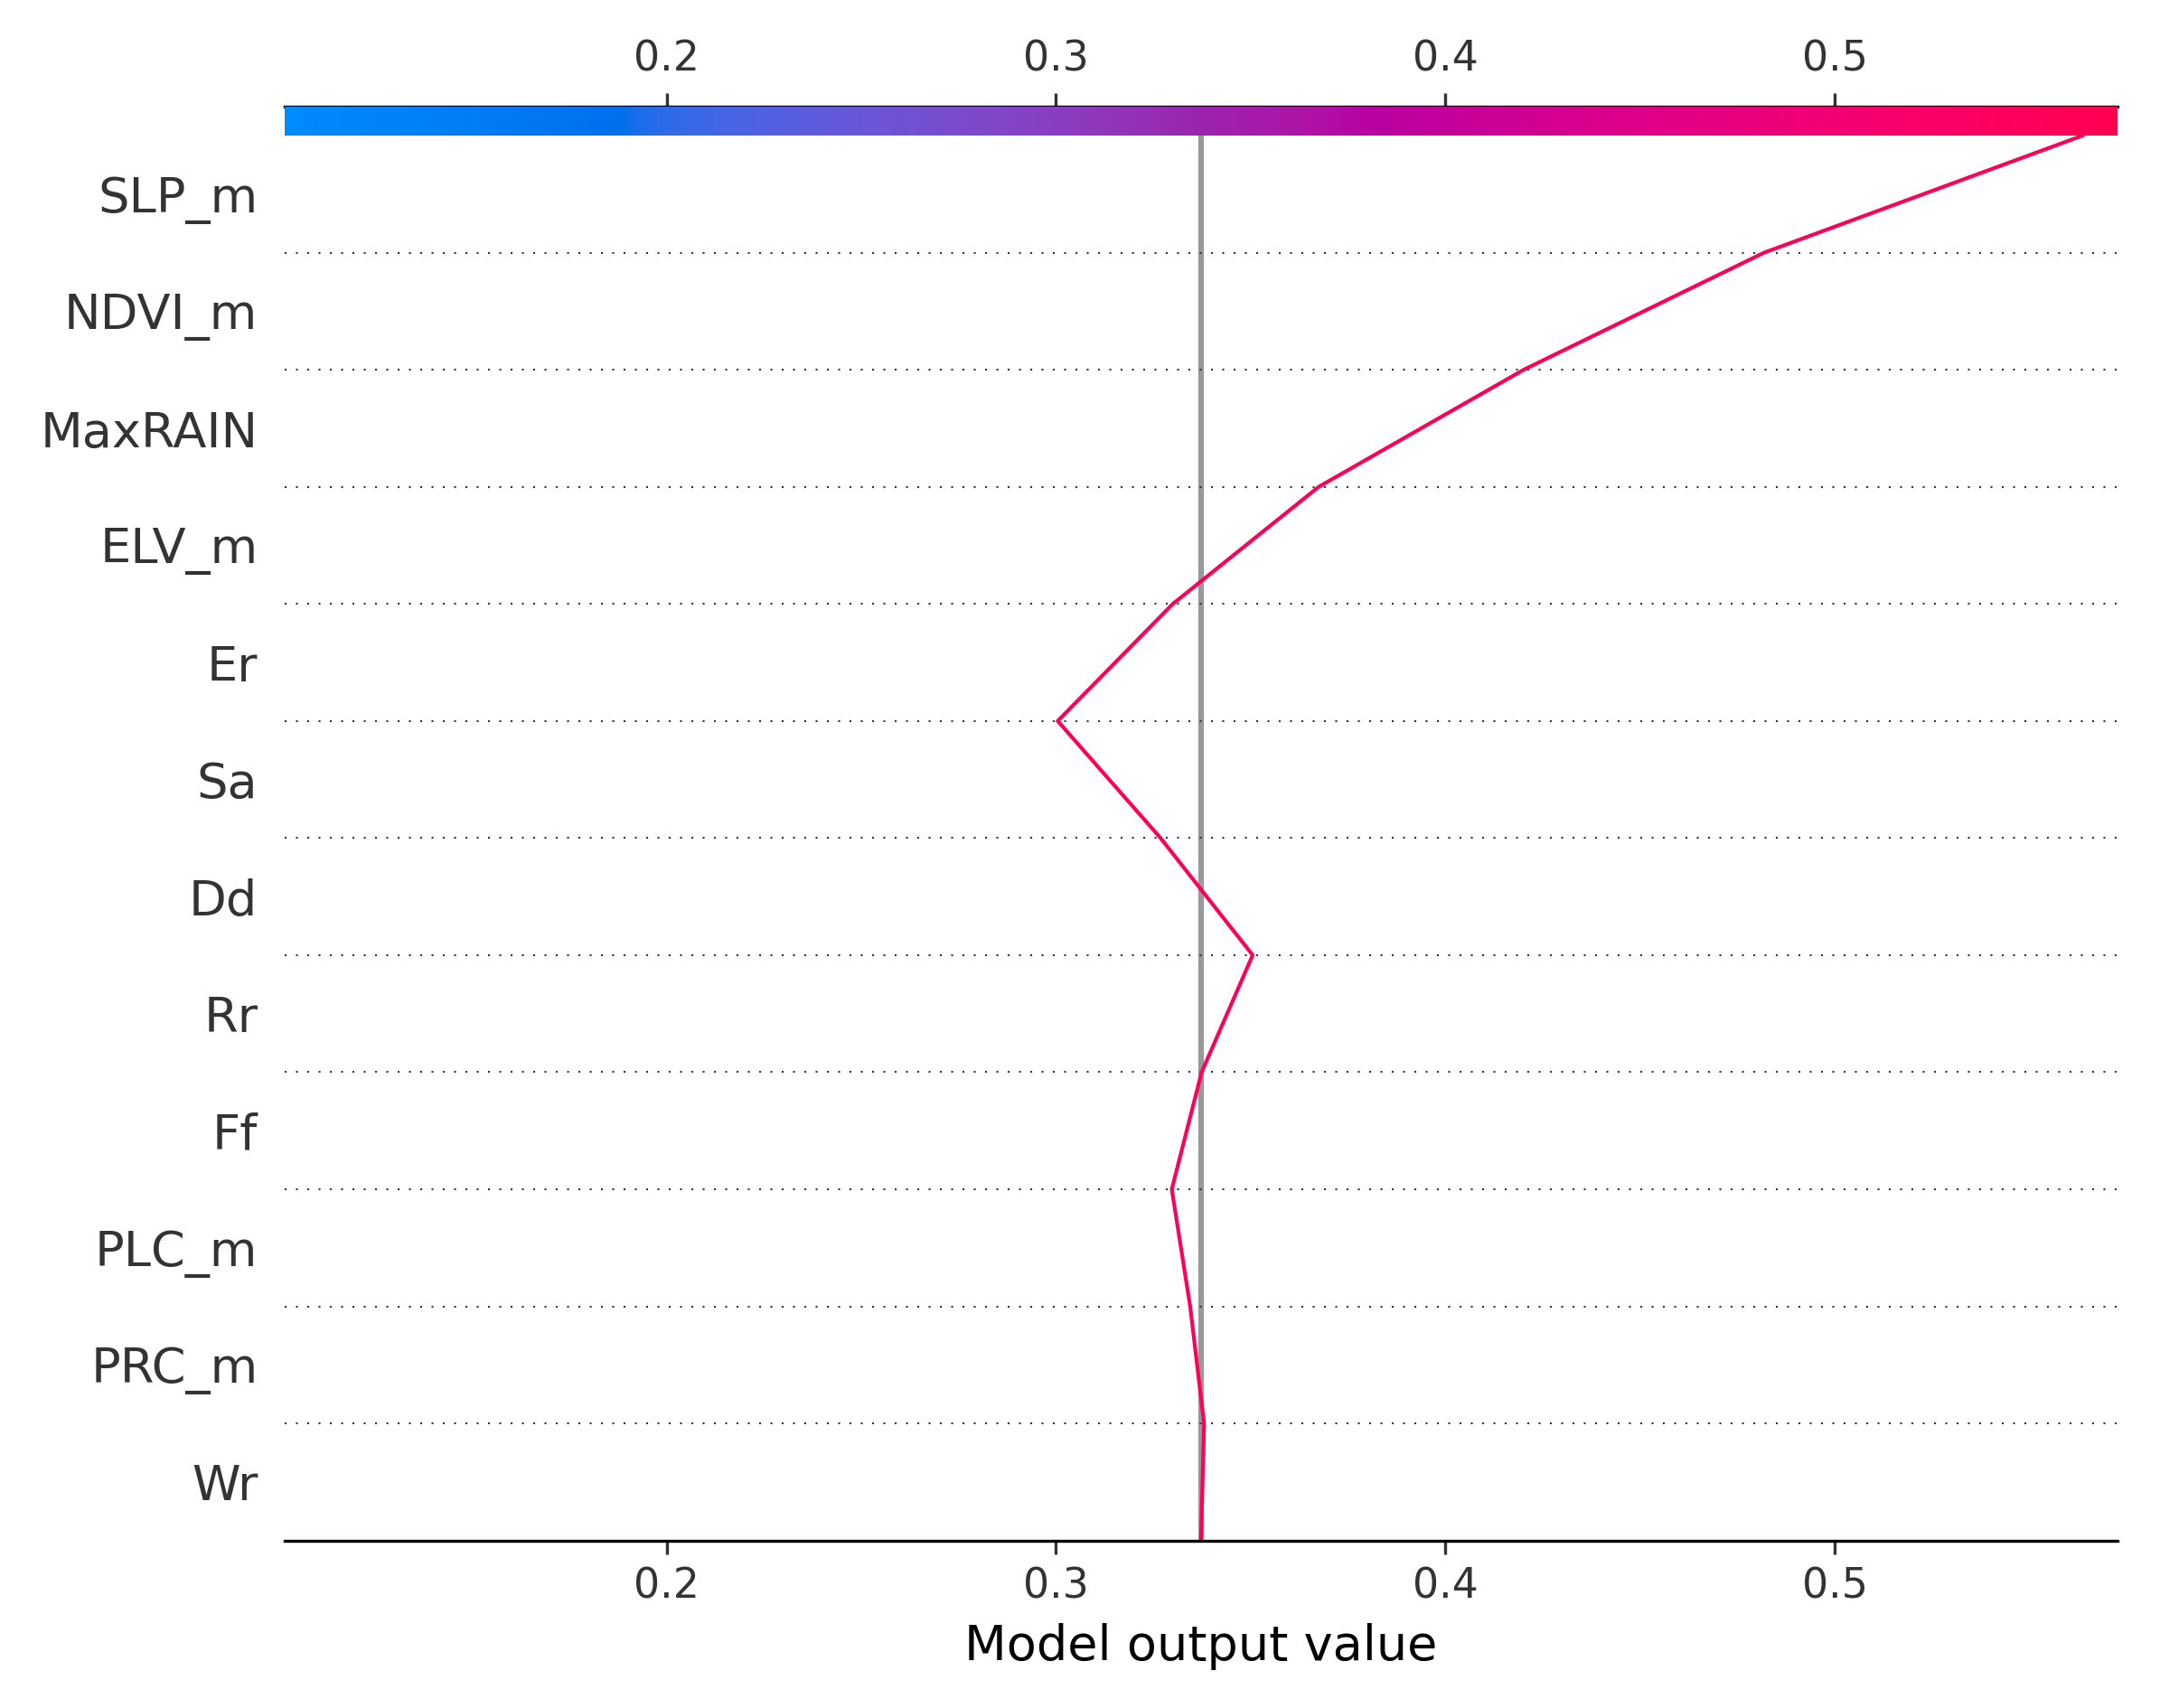 0.2 0.3 0.4 0.5
SLP_m
NDVI_m
MaxRAIN
ELV_m
Er
Sa
Dd
Rr
Ff
PLC_m
PRC_m
Wr
0.2 0.3 0.4 0.5
Model output value